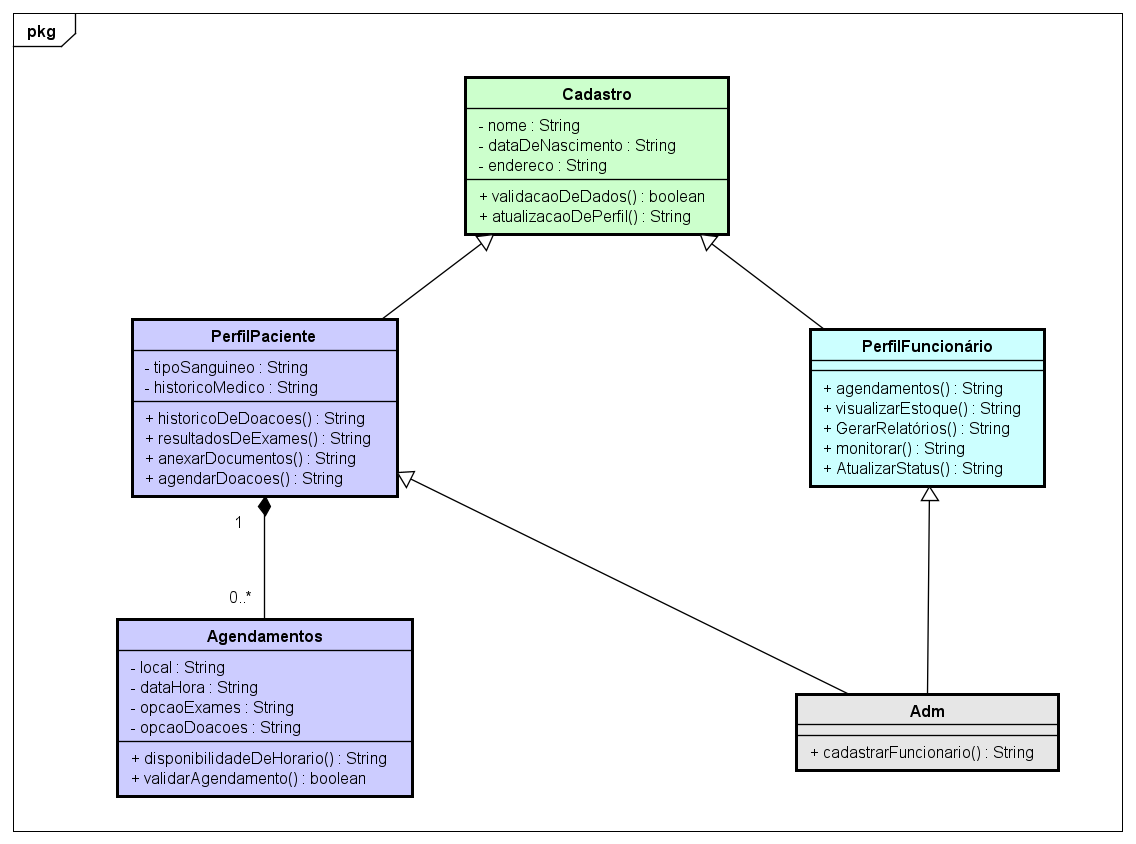 pkg
Cadastro
- nome : String
- dataDeNascimento : String
- endereco : String
+ validacaoDeDados() : boolean
+ atualizacaoDePerfil() : String
PerfilPaciente
- tipoSanguineo : String
- historicoMedico : String
+ historicoDeDoacoes() : String
+ resultadosDeExames() : String
+ anexarDocumentos() : String
+ agendarDoacoes() : String
PerfilFuncionário
+ agendamentos() : String
+ visualizarEstoque() : String
+ GerarRelatórios() : String
+ monitorar() : String
+ AtualizarStatus() : String
1
0..*
Agendamentos
- local : String
- dataHora : String
- opcaoExames : String
- opcaoDoacoes : String
+ disponibilidadeDeHorario() : String
+ validarAgendamento() : boolean
Adm
+ cadastrarFuncionario() : String